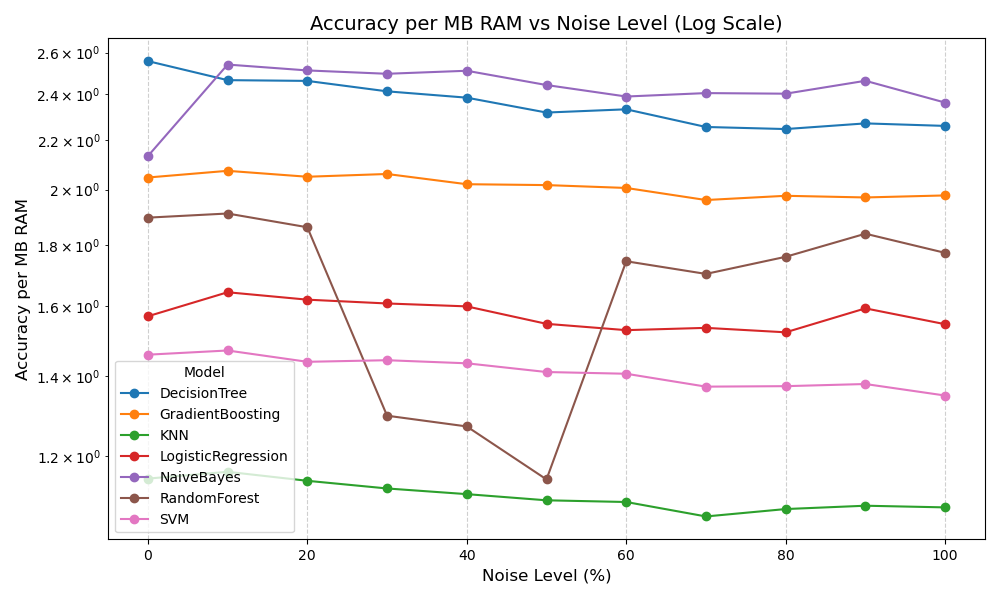 Accuracy per MB RAM vs Noise Level (Log Scale)
Accuracy per MB RAM
2.6 × 10⁰
2.4 × 10⁰
2.2 × 10⁰
2 × 10⁰
1.8 × 10⁰
1.6 × 10⁰
1.4 × 10⁰
1.2 × 10⁰
Model
DecisionTree
GradientBoosting
KNN
LogisticRegression
NaiveBayes
RandomForest
SVM
0 20 40 60 80 100
Noise Level (%)